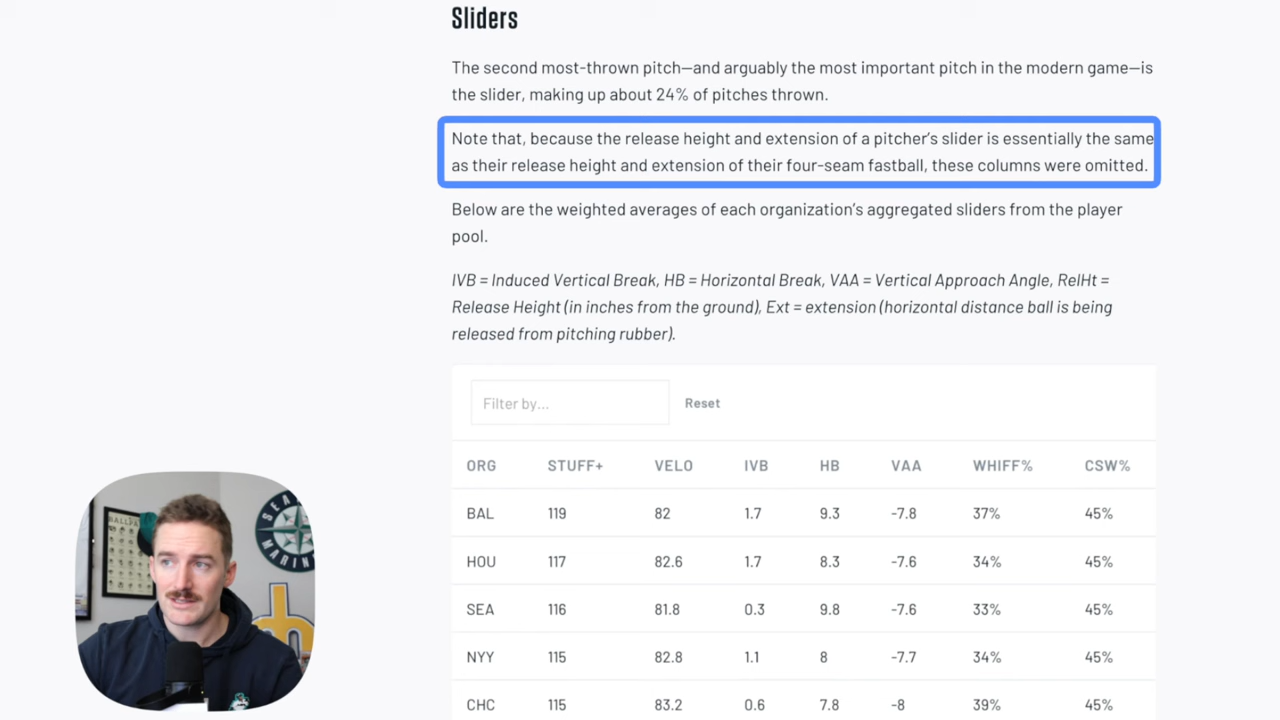 Sliders
The second most-thrown pitch—and arguably the most important pitch in the modern game—is
the slider, making up about 24% of pitches thrown.
Note that, because the release height and extension of a pitcher's slider is essentially the same
as their release height and extension of their four-seam fastball, these columns were omitted.
Below are the weighted averages of each organization's aggregated sliders from the player
pool.
IVB = Induced Vertical Break, HB = Horizontal Break, VAA = Vertical Approach Angle, RelHt =
Release Height (in inches from the ground), Ext = extension (horizontal distance ball is being
released from pitching rubber).
Filter by... Reset
ORG STUFF+ VELO IVB HB VAA WHIFF% CSW%
BAL 119 82 1.7 9.3 -7.8 37% 45%
HOU 117 82.6 1.7 8.3 -7.6 34% 45%
SEA 116 81.8 0.3 9.8 -7.6 33% 45%
NYY 115 82.8 1.1 8 -7.7 34% 45%
CHC 115 83.2 0.6 7.8 -8 39% 45%